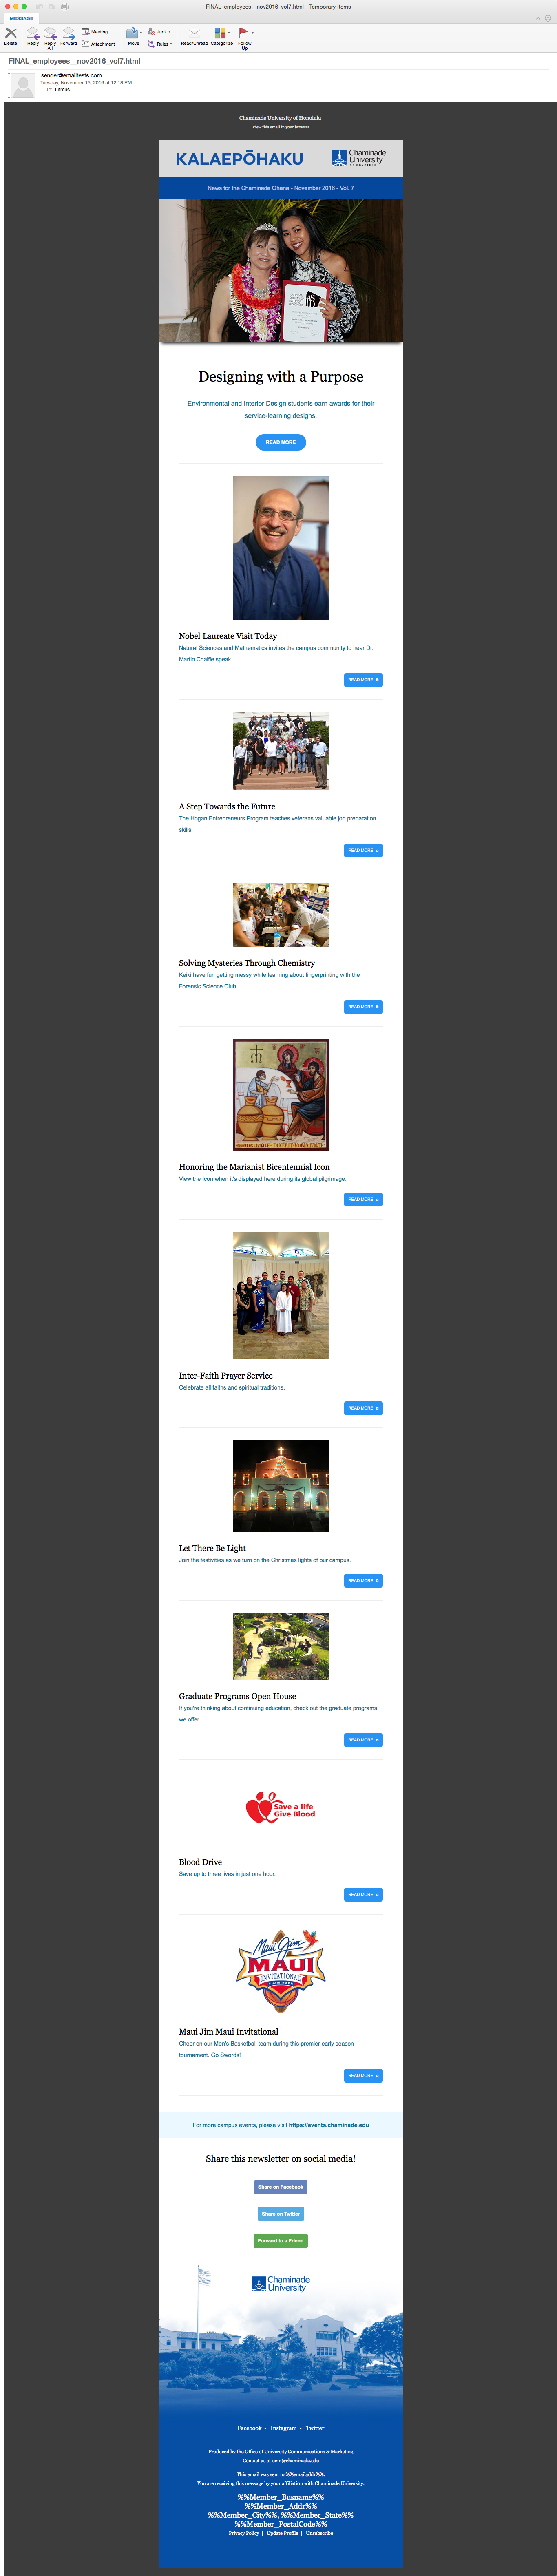 FINAL_employees__nov2016_vol7.html - Temporary Items
MESSAGE
Delete
Reply
Reply All
Forward
Meeting
Attachment
Move
Junk
Rules
Read/Unread
Categorize
Follow Up
FINAL_employees__nov2016_vol7.html
sender@emailtests.com
Tuesday, November 15, 2016 at 12:18 PM
To: Litmus
Chaminade University of Honolulu
View this email in your browser
KALAEPŌHAKU
Chaminade
University
OF HONOLULU
News for the Chaminade Ohana - November 2016 - Vol. 7
Designing with a Purpose
Environmental and Interior Design students earn awards for their
service-learning designs.
READ MORE
Nobel Laureate Visit Today
Natural Sciences and Mathematics invites the campus community to hear Dr.
Martin Chalfie speak.
READ MORE
A Step Towards the Future
The Hogan Entrepreneurs Program teaches veterans valuable job preparation
skills.
READ MORE
Solving Mysteries Through Chemistry
Keiki have fun getting messy while learning about fingerprinting with the
Forensic Science Club.
READ MORE
Honoring the Marianist Bicentennial Icon
View the Icon when it's displayed here during its global pilgrimage.
READ MORE
Inter-Faith Prayer Service
Celebrate all faiths and spiritual traditions.
READ MORE
Let There Be Light
Join the festivities as we turn on the Christmas lights of our campus.
READ MORE
Graduate Programs Open House
If you're thinking about continuing education, check out the graduate programs
we offer.
READ MORE
Save a life
Give Blood
Blood Drive
Save up to three lives in just one hour.
READ MORE
Maui Jim
MAUI
INVITATIONAL
Maui Jim Maui Invitational
Cheer on our Men's Basketball team during this premier early season
tournament. Go Swords!
READ MORE
For more campus events, please visit https://events.chaminade.edu
Share this newsletter on social media!
Share on Facebook
Share on Twitter
Forward to a Friend
Chaminade
University
Facebook • Instagram • Twitter
Produced by the Office of University Communications & Marketing
Contact us at ucm@chaminade.edu
This email was sent to %%emailaddr%%.
You are receiving this message by your affiliation with Chaminade University.
%%Member_Busname%%
%%Member_Addr%%
%%Member_City%%, %%Member_State%%
%%Member_PostalCode%%
Privacy Policy | Update Profile | Unsubscribe